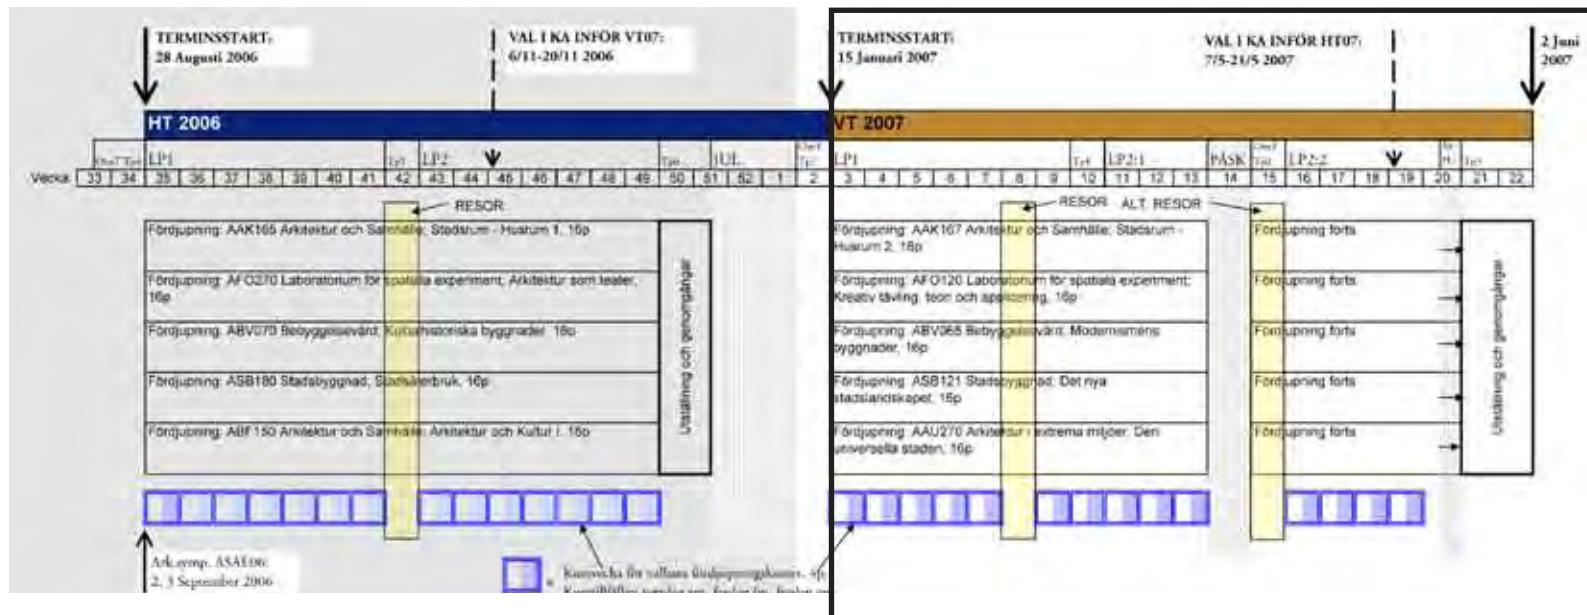 TERMINSSTART:
28 Augusti 2006
VAL I KA INFÖR VT07:
6/11-20/11 2006
TERMINSSTART:
15 Januari 2007
VAL I KA INFÖR HT07:
7/5-21/5 2007
2 Juni
2007
HT 2006
VT 2007
LP1
LP2
JUL
LP1
LP2:1
PÅSK
LP2:2
Vecka 33 34 35 36 37 38 39 40 41 42 43 44 45 46 47 48 49 50 51 52 1 2 3 4 5 6 7 8 9 10 11 12 13 14 15 16 17 18 19 20 21 22
RESOR
RESOR
ALT. RESOR
Fördjupning: AAK165 Arkitektur och Samhälle; Stadsrum - Husrum 1, 16p
Fördjupning: AFO270 Laboratorium för spatiala experiment; Arkitektur som teater,
16p
Fördjupning: ABV070 Bebyggelsevård; Kulturhistoriska byggnader, 16p
Fördjupning: ASB180 Stadsbyggnad; 16p
Fördjupning: ABF150 Arkitektur och Samhälle; Arkitektur och Kultur I, 16p
Utställning och genomgångar
Fördjupning: AAK167 Arkitektur och Samhälle; Stadsrum -
Husrum 2, 16p
Fördjupning: AFO120 Laboratorium för spatiala experiment;
Kreativ tävling, teori och applicering, 16p
Fördjupning: ABV065 Bebyggelsevård; Modernismens
byggnader, 16p
Fördjupning: ASB121 Stadsbyggnad; Det nya
stadslandskapet, 16p
Fördjupning: AAU270 Arkitektur i extrema miljöer; Den
universella staden, 16p
Fördjupning forts
Fördjupning forts
Fördjupning forts
Fördjupning forts
Fördjupning forts
Utställning och genomgångar
Ark.symp. ASAE06:
2, 3 September 2006
= Kursvecka för valbara fördjupningskurser,